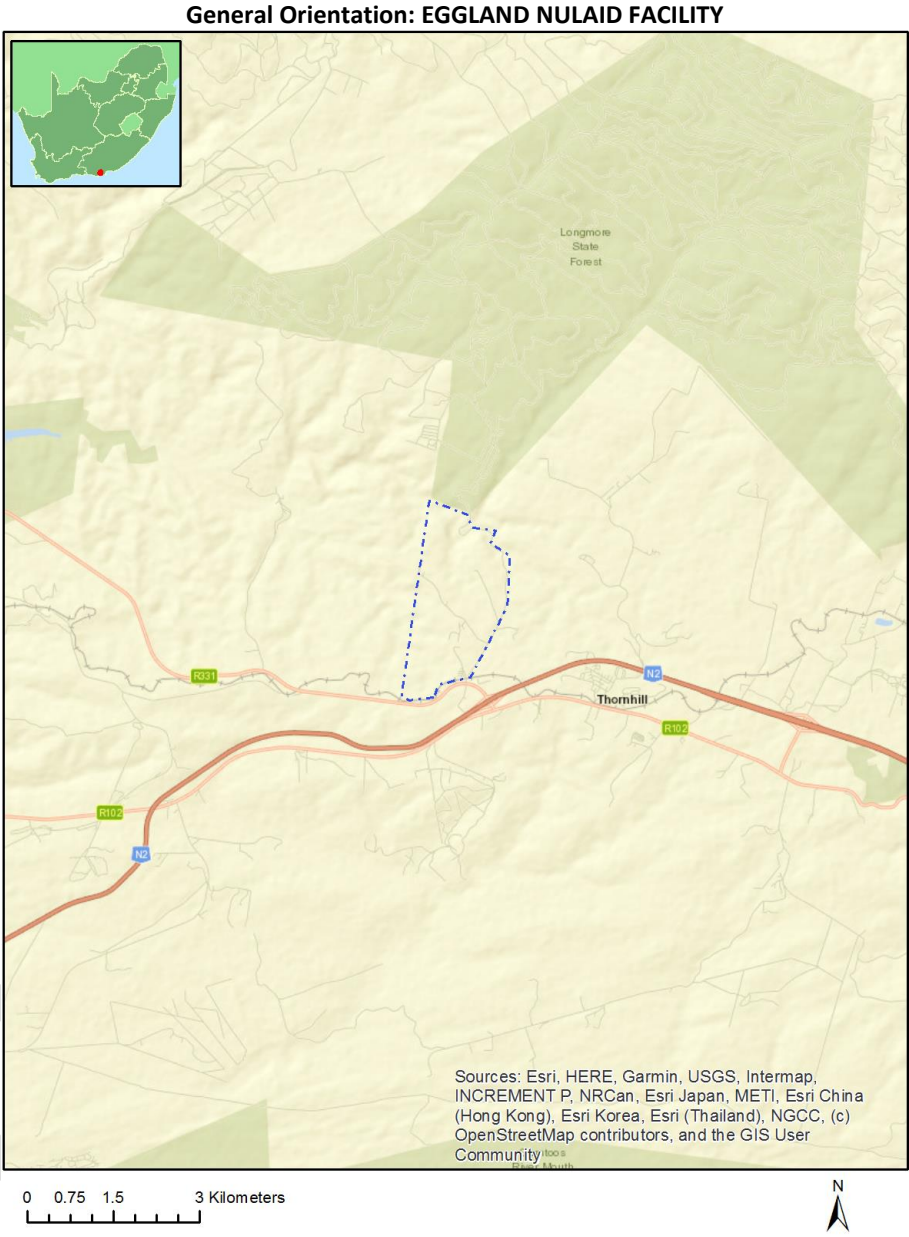 General Orientation: EGGLAND NULAID FACILITY
Longmore
State
Forest
R331
N2
Thornhill
R102
R102
N2
Sources: Esri, HERE, Garmin, USGS, Intermap,
INCREMENT P, NRCan, Esri Japan, METI, Esri China
(Hong Kong), Esri Korea, Esri (Thailand), NGCC, (c)
OpenStreetMap contributors, and the GIS User
Community
River Mouth
0 0.75 1.5 3 Kilometers
N